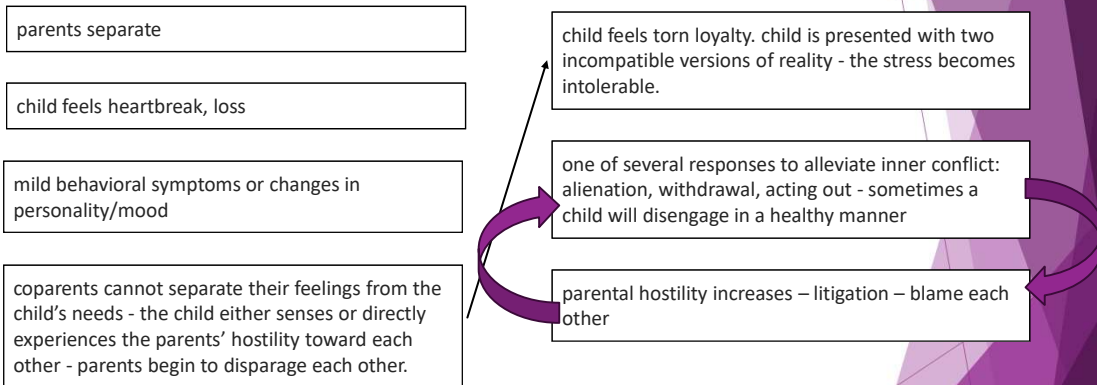 parents separate
child feels heartbreak, loss
mild behavioral symptoms or changes in
personality/mood
coparents cannot separate their feelings from the
child’s needs - the child either senses or directly
experiences the parents’ hostility toward each
other - parents begin to disparage each other.
child feels torn loyalty. child is presented with two
incompatible versions of reality - the stress becomes
intolerable.
one of several responses to alleviate inner conflict:
alienation, withdrawal, acting out - sometimes a
child will disengage in a healthy manner
parental hostility increases – litigation – blame each
other